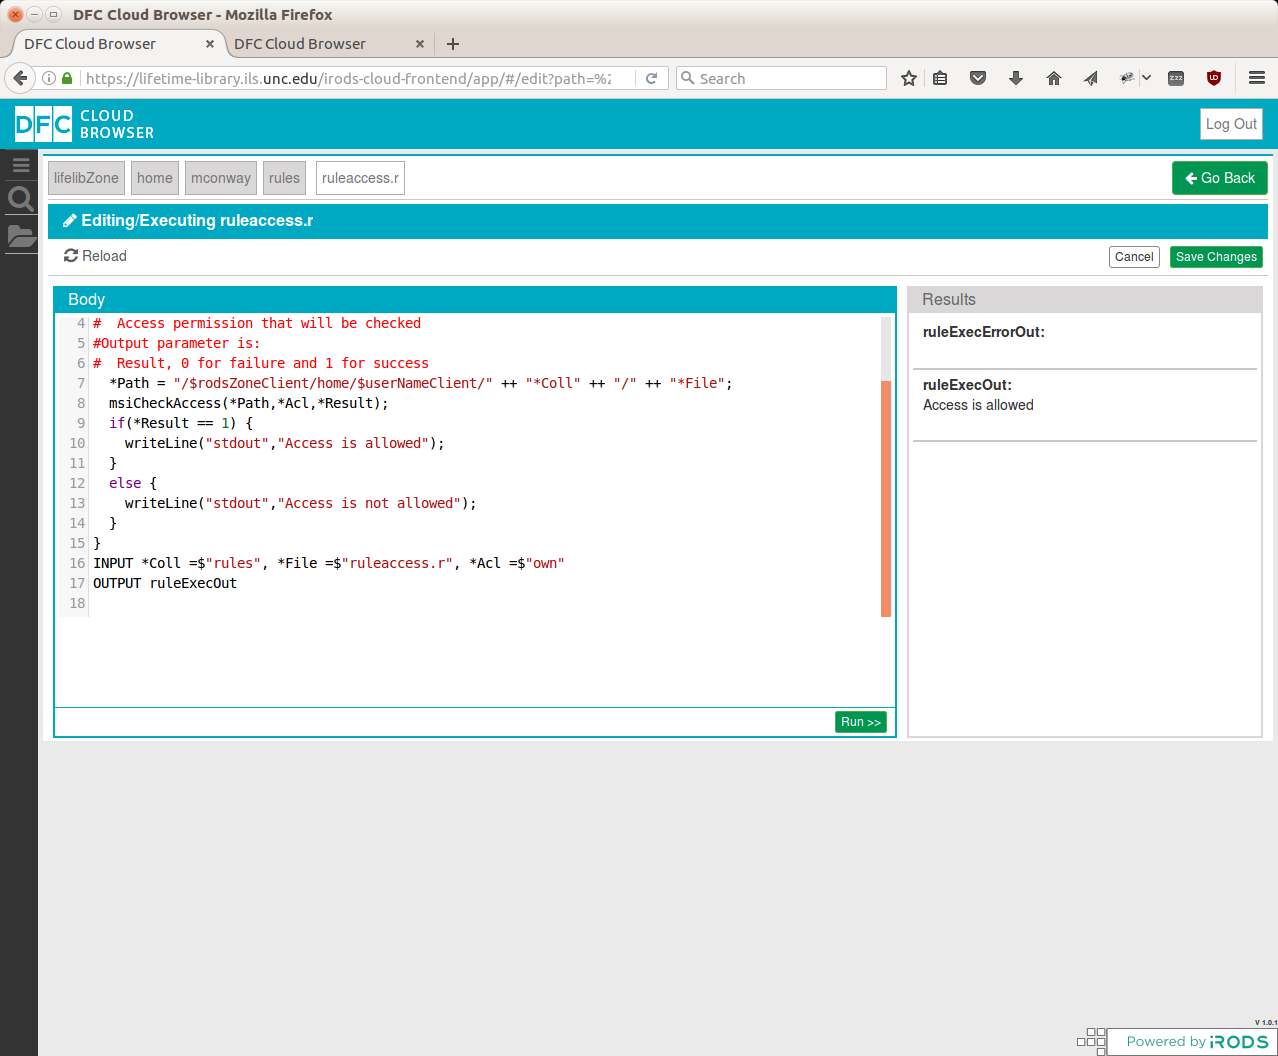 DFC Cloud Browser - Mozilla Firefox
DFC Cloud Browser × DFC Cloud Browser × +
https://lifetime-library.ils.unc.edu/irods-cloud-frontend/app/#/edit?path=%2
Search
DFC CLOUD BROWSER
Log Out
lifelibZone home mconway rules ruleaccess.r
Go Back
Editing/Executing ruleaccess.r
Reload
Cancel Save Changes
Body
4 #  Access permission that will be checked
5 #Output parameter is:
6 #  Result, 0 for failure and 1 for success
7   *Path = "/$rodsZoneClient/home/$userNameClient/" ++ "*Coll" ++ "/" ++ "*File";
8   msiCheckAccess(*Path,*Acl,*Result);
9   if(*Result == 1) {
10     writeLine("stdout","Access is allowed");
11   }
12   else {
13     writeLine("stdout","Access is not allowed");
14   }
15 }
16 INPUT *Coll =$"rules", *File =$"ruleaccess.r", *Acl =$"own"
17 OUTPUT ruleExecOut
18
Run >>
Results
ruleExecErrorOut:
ruleExecOut:
Access is allowed
V 1.0.1
Powered by iRODS